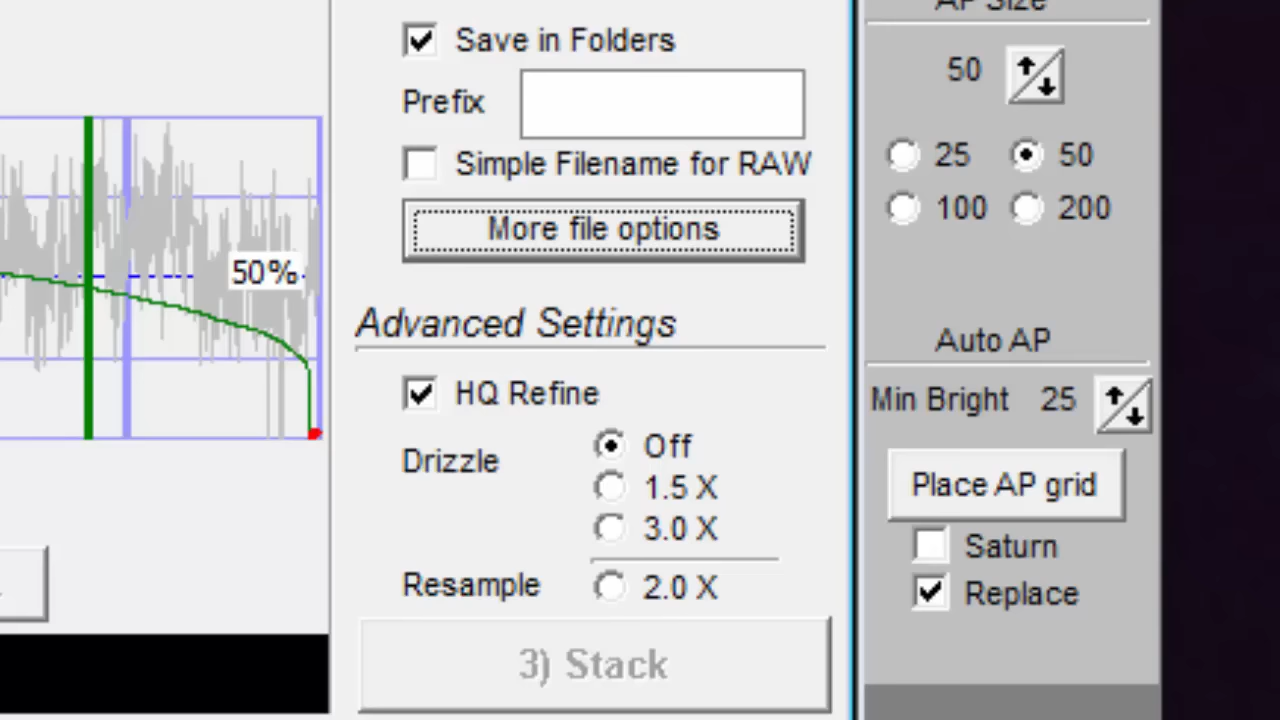 50%
Save in Folders
Prefix
Simple Filename for RAW
More file options
Advanced Settings
HQ Refine
Drizzle
Off
1.5 X
3.0 X
Resample
2.0 X
3) Stack
AP Size
50
25
50
100
200
Auto AP
Min Bright 25
Place AP grid
Saturn
Replace